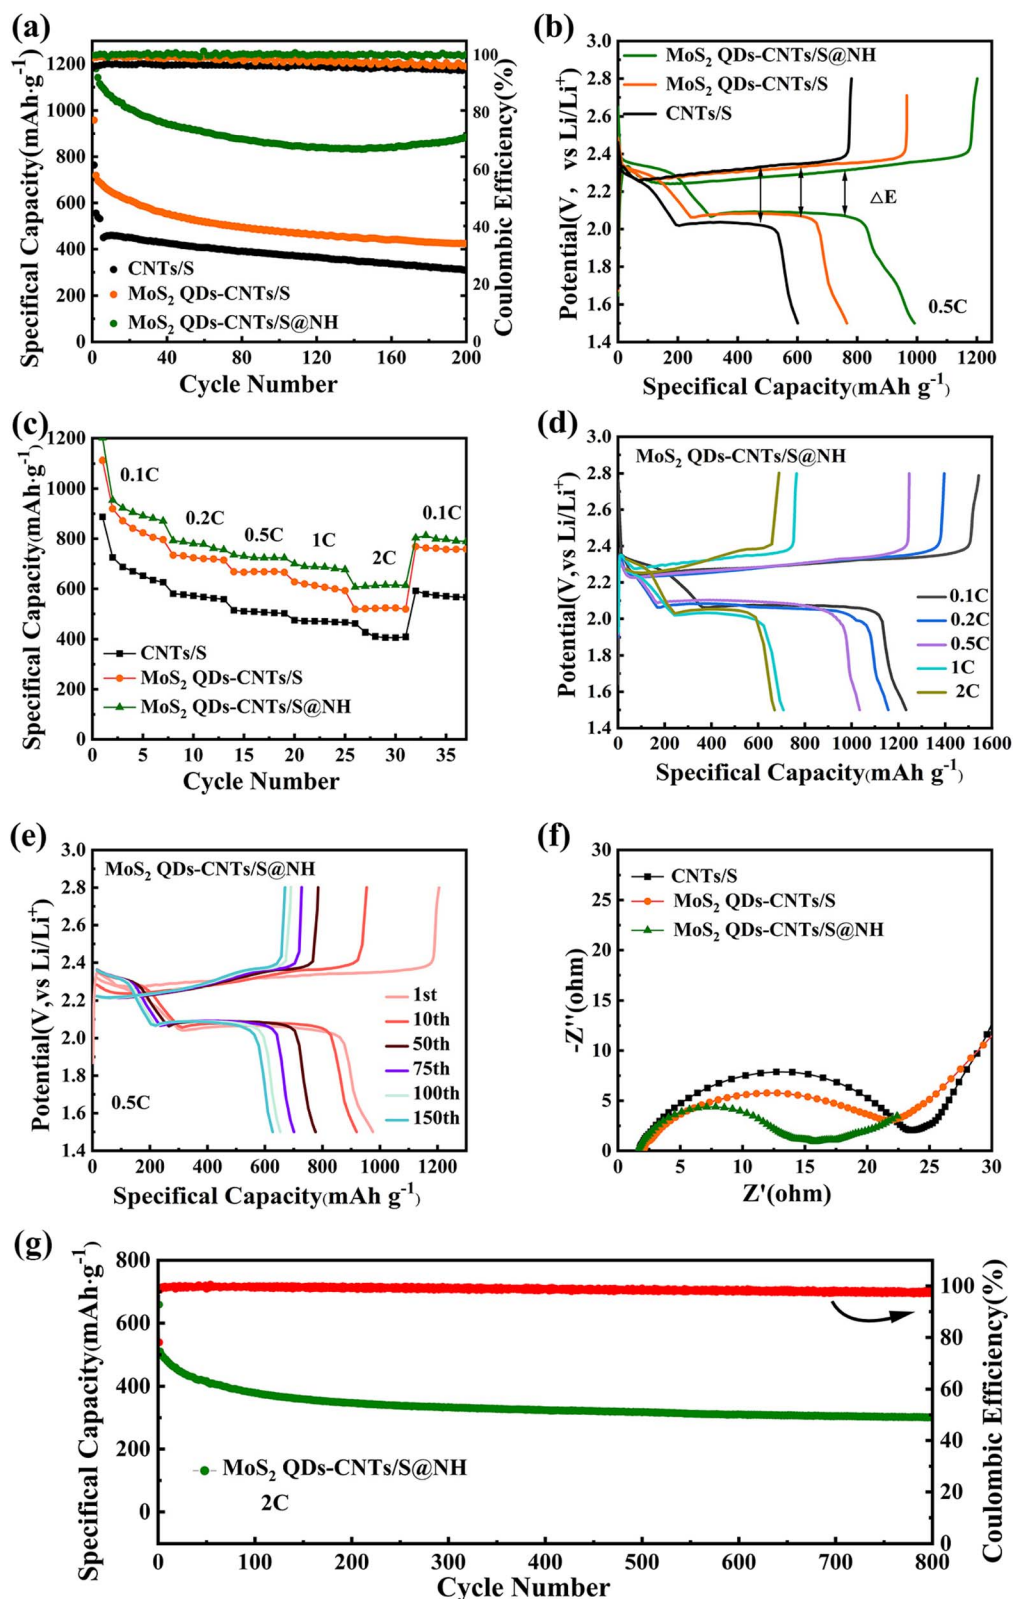 (a)
Specifical Capacity(mAh·g⁻¹)
1200
1000
800
600
400
200
0
100
80
60
40
20
0
Coulombic Efficiency(%)
CNTs/S
MoS₂ QDs-CNTs/S
MoS₂ QDs-CNTs/S@NH
0 40 80 120 160 200
Cycle Number
(b)
Potential(V, vs Li/Li⁺)
3.0
2.8
2.6
2.4
2.2
2.0
1.8
1.6
1.4
MoS₂ QDs-CNTs/S@NH
MoS₂ QDs-CNTs/S
CNTs/S
△E
0.5C
0 200 400 600 800 1000 1200
Specifical Capacity(mAh g⁻¹)
(c)
Specifical Capacity(mAh·g⁻¹)
1200
1000
800
600
400
200
0
0.1C
0.2C
0.5C
1C
2C
0.1C
CNTs/S
MoS₂ QDs-CNTs/S
MoS₂ QDs-CNTs/S@NH
0 5 10 15 20 25 30 35
Cycle Number
(d)
Potential(V,vs Li/Li⁺)
3.0
2.8
2.6
2.4
2.2
2.0
1.8
1.6
1.4
MoS₂ QDs-CNTs/S@NH
0.1C
0.2C
0.5C
1C
2C
0 200 400 600 800 1000 1200 1400 1600
Specifical Capacity(mAh g⁻¹)
(e)
Potential(V,vs Li/Li⁺)
3.0
2.8
2.6
2.4
2.2
2.0
1.8
1.6
1.4
MoS₂ QDs-CNTs/S@NH
1st
10th
50th
75th
100th
150th
0.5C
0 200 400 600 800 1000 1200
Specifical Capacity(mAh g⁻¹)
(f)
-Z''(ohm)
30
25
20
15
10
5
0
CNTs/S
MoS₂ QDs-CNTs/S
MoS₂ QDs-CNTs/S@NH
5 10 15 20 25 30
Z'(ohm)
(g)
Specifical Capacity(mAh·g⁻¹)
800
600
400
200
0
100
80
60
40
20
0
Coulombic Efficiency(%)
MoS₂ QDs-CNTs/S@NH
2C
0 100 200 300 400 500 600 700 800
Cycle Number